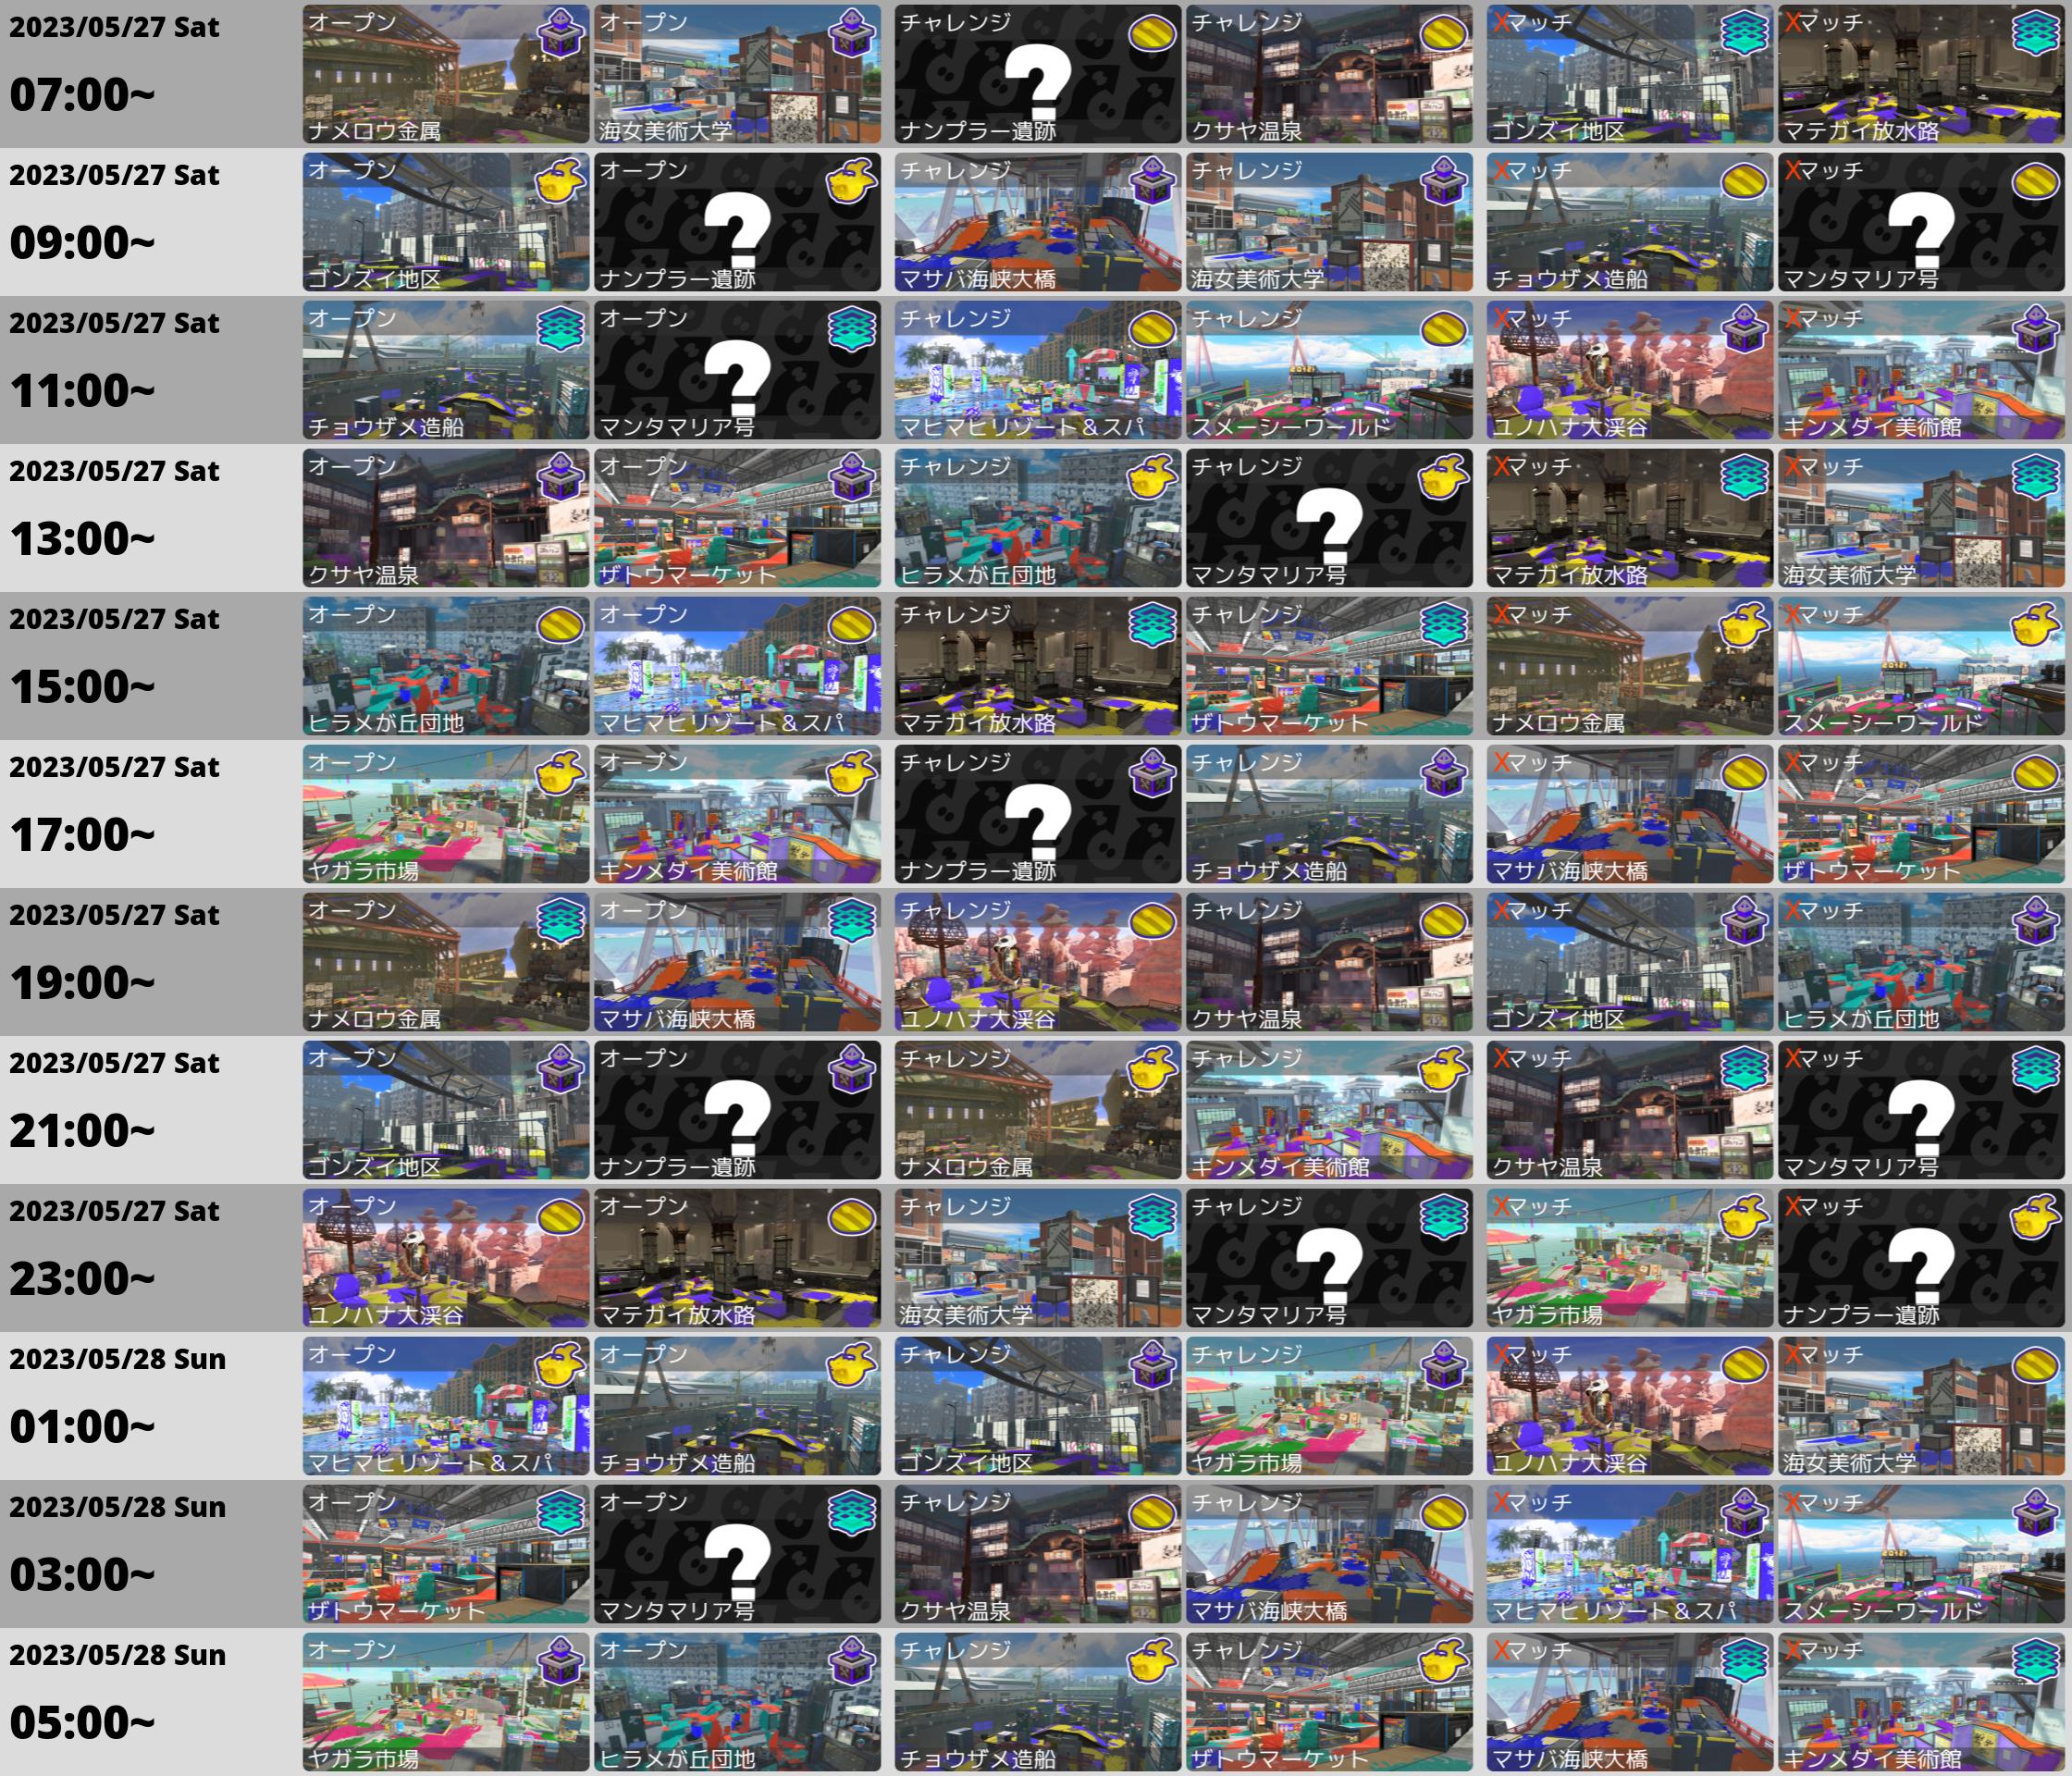 2023/05/27 Sat
07:00~
オープン
ナメロウ金属
オープン
海女美術大学
チャレンジ
ナンプラー遺跡
チャレンジ
クサヤ温泉
Xマッチ
ゴンズイ地区
Xマッチ
マテガイ放水路
2023/05/27 Sat
09:00~
オープン
ゴンズイ地区
オープン
ナンプラー遺跡
チャレンジ
マサバ海峡大橋
チャレンジ
海女美術大学
Xマッチ
チョウザメ造船
Xマッチ
マンタマリア号
2023/05/27 Sat
11:00~
オープン
チョウザメ造船
オープン
マンタマリア号
チャレンジ
マヒマヒリゾート&スパ
チャレンジ
スメーシーワールド
Xマッチ
ユノハナ大渓谷
Xマッチ
キンメダイ美術館
2023/05/27 Sat
13:00~
オープン
クサヤ温泉
オープン
ザトウマーケット
チャレンジ
ヒラメが丘団地
チャレンジ
マンタマリア号
Xマッチ
マテガイ放水路
Xマッチ
海女美術大学
2023/05/27 Sat
15:00~
オープン
ヒラメが丘団地
オープン
マヒマヒリゾート&スパ
チャレンジ
マテガイ放水路
チャレンジ
ザトウマーケット
Xマッチ
ナメロウ金属
Xマッチ
スメーシーワールド
2023/05/27 Sat
17:00~
オープン
ヤガラ市場
オープン
キンメダイ美術館
チャレンジ
ナンプラー遺跡
チャレンジ
チョウザメ造船
Xマッチ
マサバ海峡大橋
Xマッチ
ザトウマーケット
2023/05/27 Sat
19:00~
オープン
ナメロウ金属
オープン
マサバ海峡大橋
チャレンジ
ユノハナ大渓谷
チャレンジ
クサヤ温泉
Xマッチ
ゴンズイ地区
Xマッチ
ヒラメが丘団地
2023/05/27 Sat
21:00~
オープン
ゴンズイ地区
オープン
ナンプラー遺跡
チャレンジ
ナメロウ金属
チャレンジ
キンメダイ美術館
Xマッチ
クサヤ温泉
Xマッチ
マンタマリア号
2023/05/27 Sat
23:00~
オープン
ユノハナ大渓谷
オープン
マテガイ放水路
チャレンジ
海女美術大学
チャレンジ
マンタマリア号
Xマッチ
ヤガラ市場
Xマッチ
ナンプラー遺跡
2023/05/28 Sun
01:00~
オープン
マヒマヒリゾート&スパ
オープン
チョウザメ造船
チャレンジ
ゴンズイ地区
チャレンジ
ヤガラ市場
Xマッチ
ユノハナ大渓谷
Xマッチ
海女美術大学
2023/05/28 Sun
03:00~
オープン
ザトウマーケット
オープン
マンタマリア号
チャレンジ
クサヤ温泉
チャレンジ
マサバ海峡大橋
Xマッチ
マヒマヒリゾート&スパ
Xマッチ
スメーシーワールド
2023/05/28 Sun
05:00~
オープン
ヤガラ市場
オープン
ヒラメが丘団地
チャレンジ
チョウザメ造船
チャレンジ
ザトウマーケット
Xマッチ
マサバ海峡大橋
Xマッチ
キンメダイ美術館